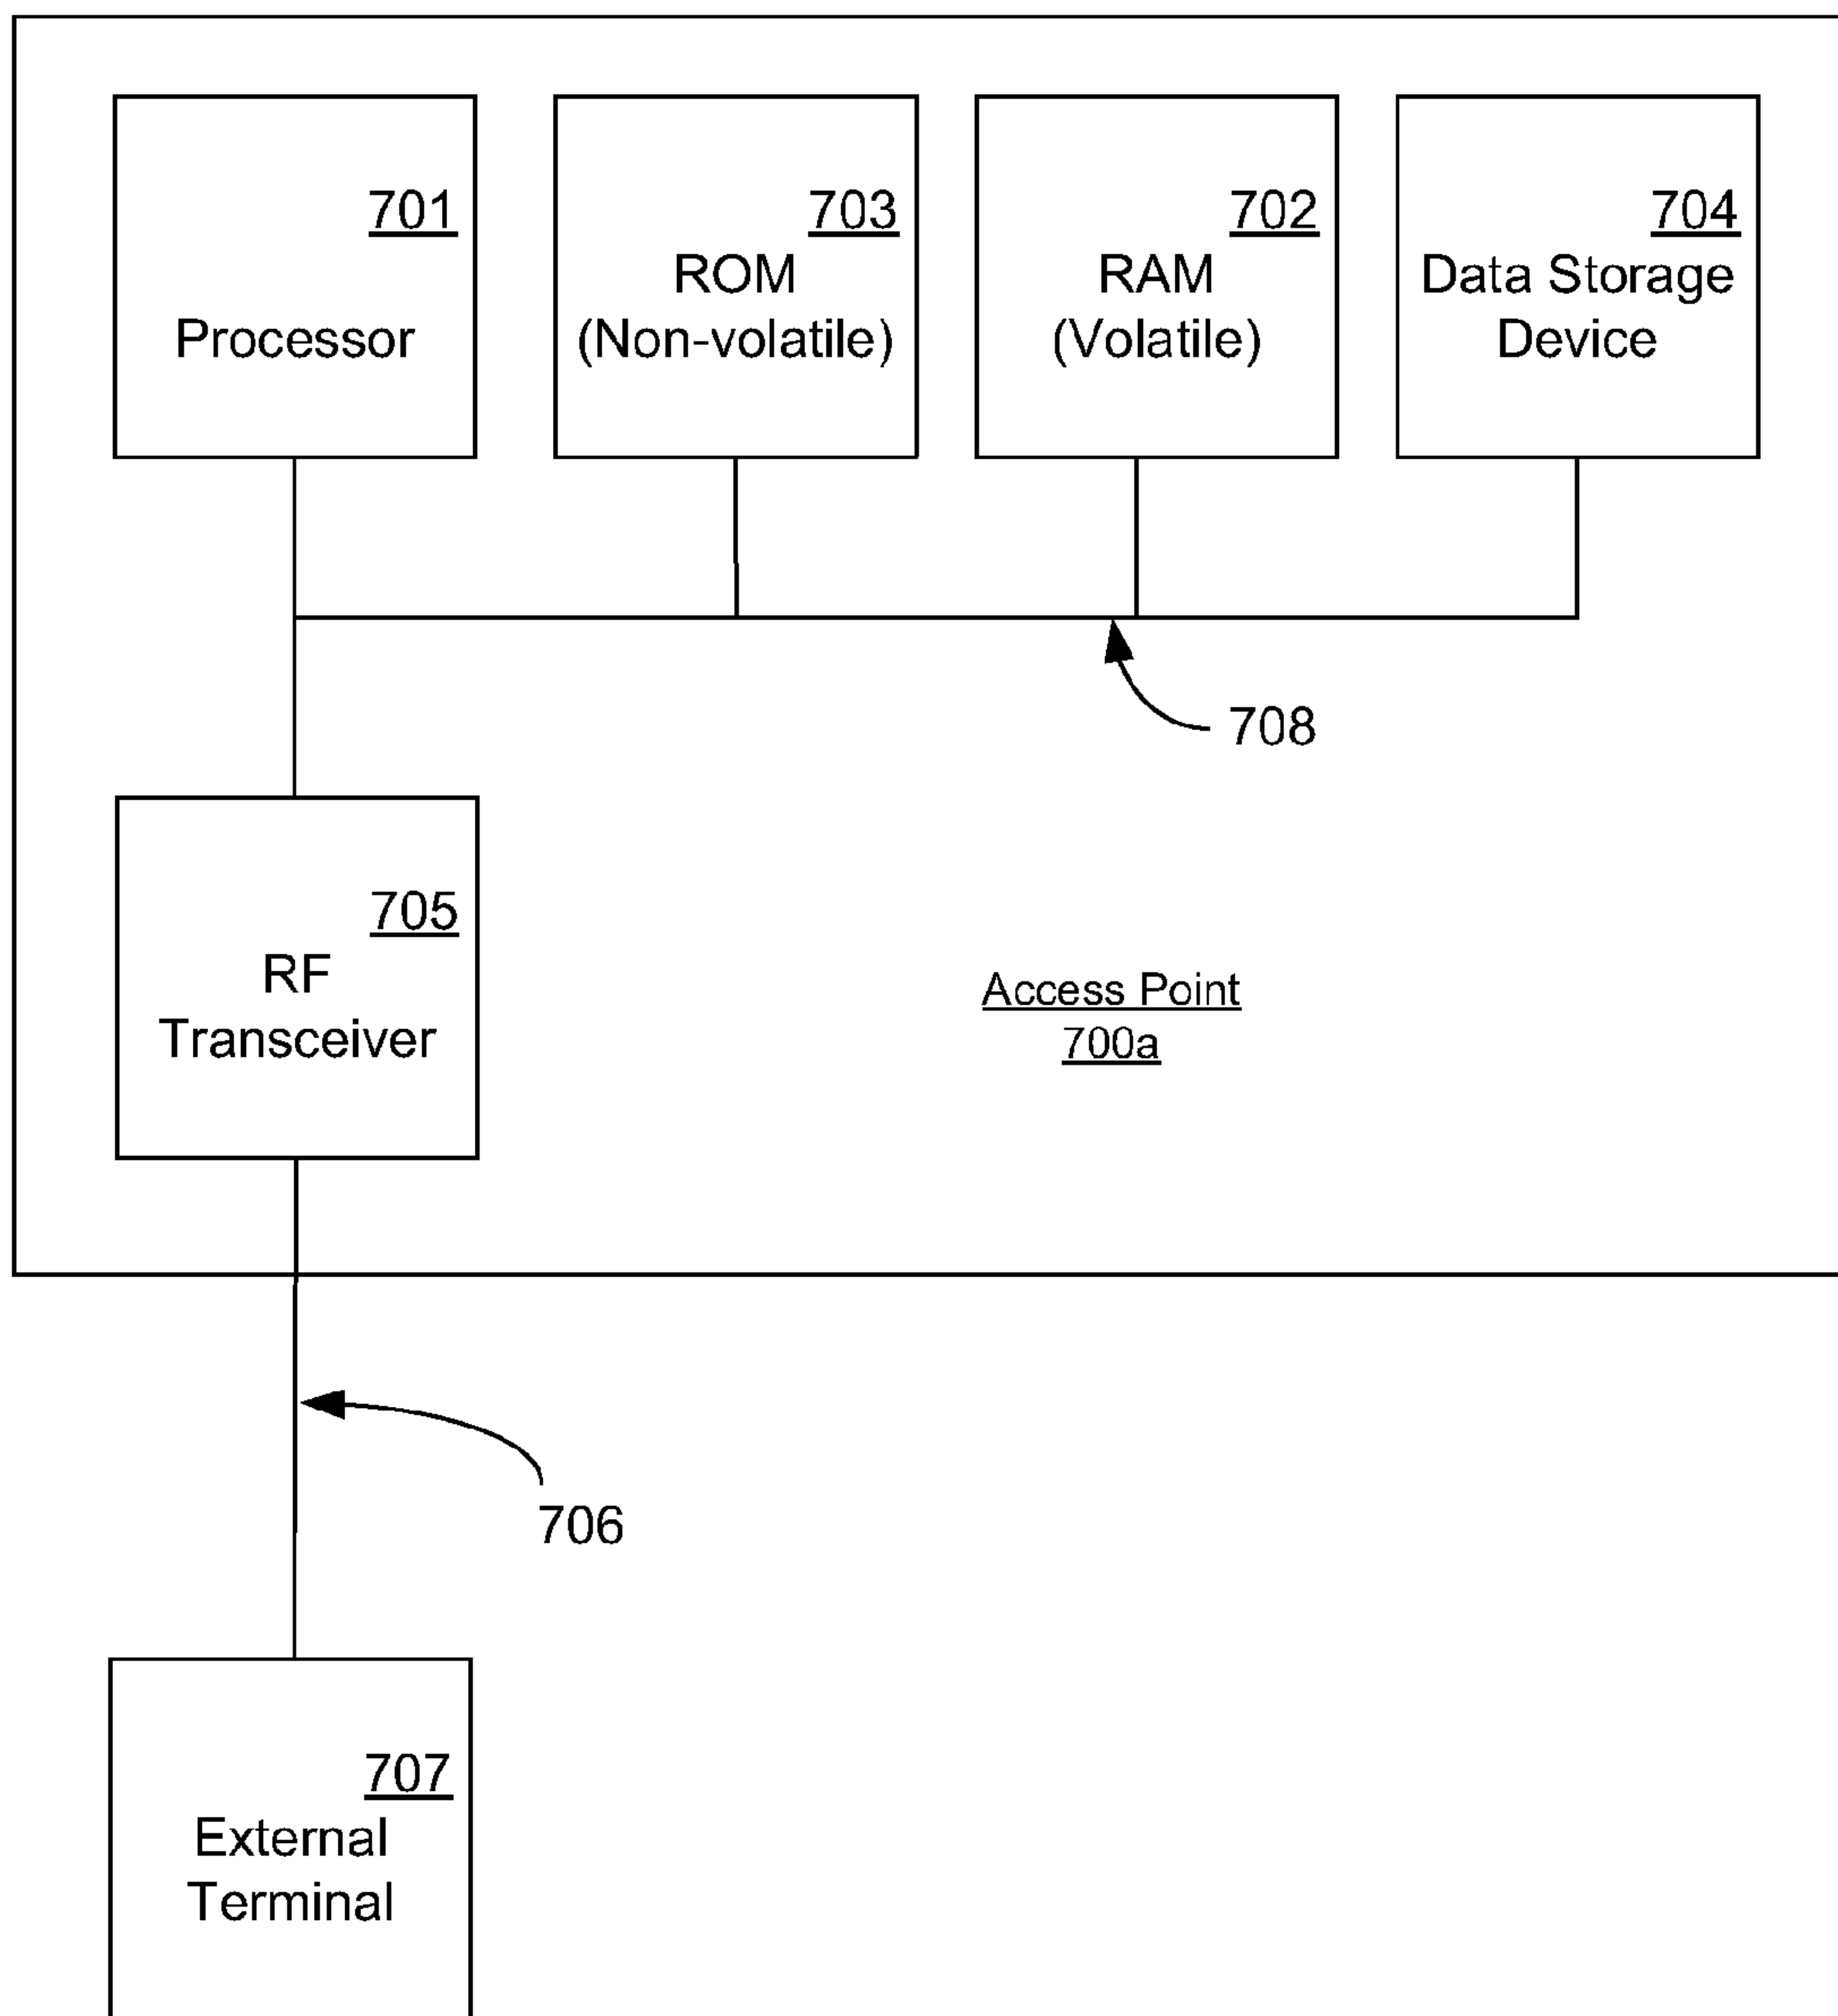 701
Processor
703
ROM
(Non-volatile)
702
RAM
(Volatile)
704
Data Storage
Device
708
705
RF
Transceiver
Access Point
700a
706
707
External
Terminal